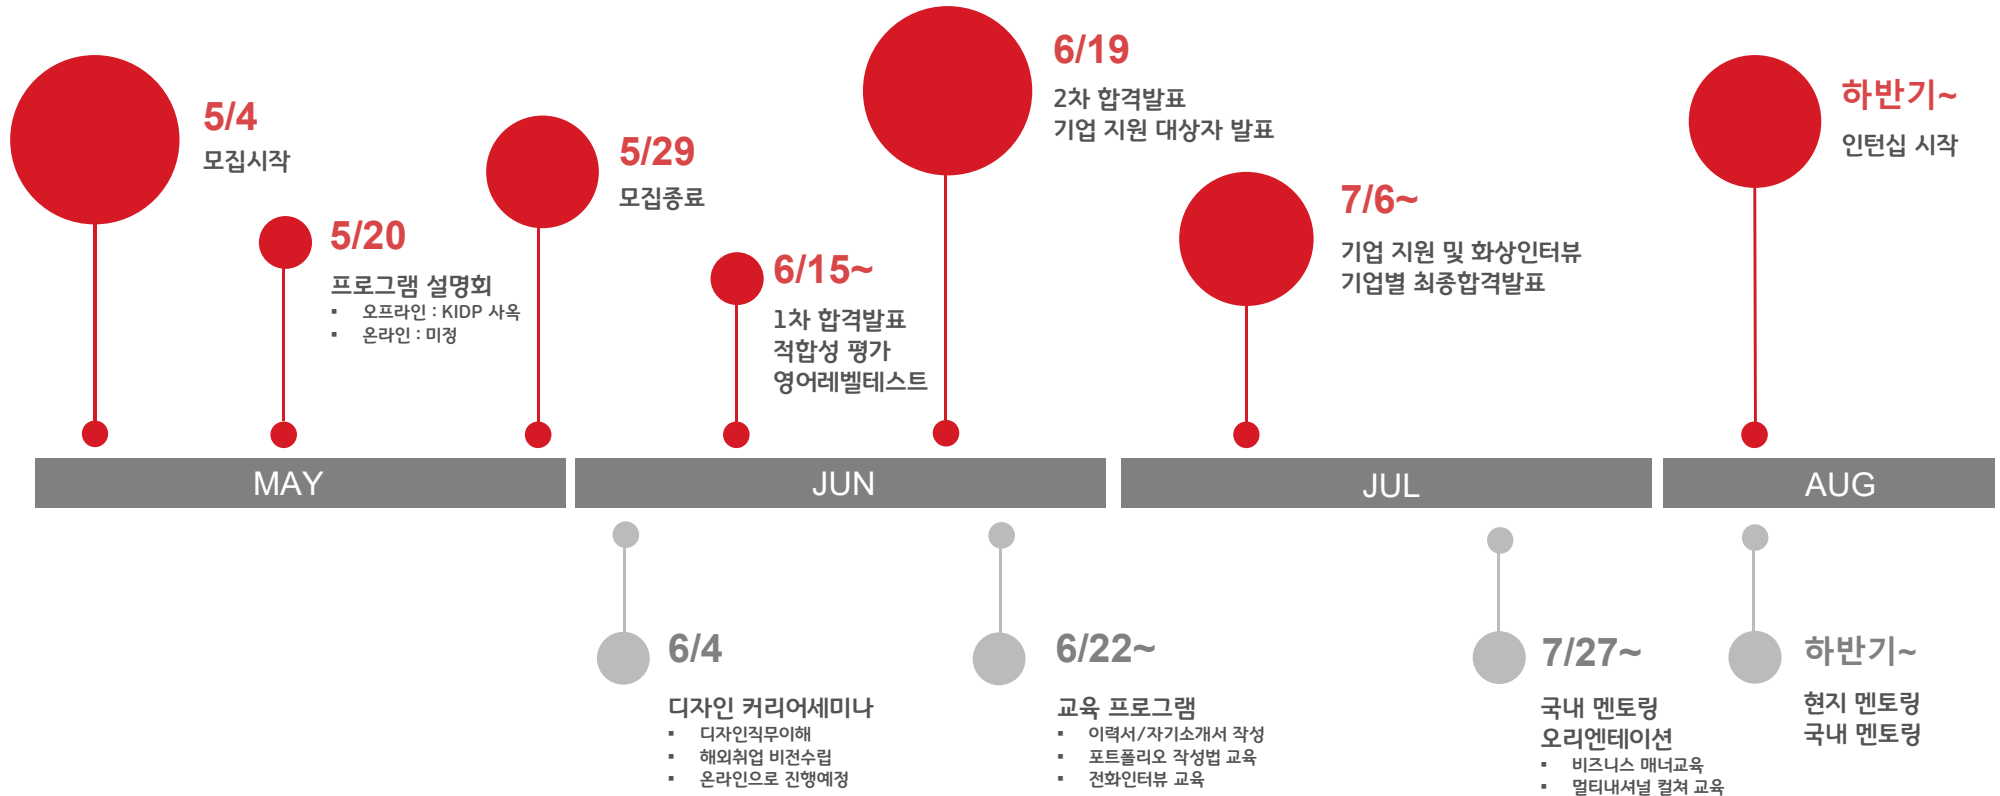 5/4
모집시작
5/20
프로그램 설명회
▪ 오프라인 : KIDP 사옥
▪ 온라인 : 미정
5/29
모집종료
6/15~
1차 합격발표
적합성 평가
영어레벨테스트
6/19
2차 합격발표
기업 지원 대상자 발표
7/6~
기업 지원 및 화상인터뷰
기업별 최종합격발표
하반기~
인턴십 시작
MAY
JUN
JUL
AUG
6/4
디자인 커리어세미나
▪ 디자인직무이해
▪ 해외취업 비전수립
▪ 온라인으로 진행예정
6/22~
교육 프로그램
▪ 이력서/자기소개서 작성
▪ 포트폴리오 작성법 교육
▪ 전화인터뷰 교육
7/27~
국내 멘토링
오리엔테이션
▪ 비즈니스 매너교육
▪ 멀티내셔널 컬쳐 교육
하반기~
현지 멘토링
국내 멘토링